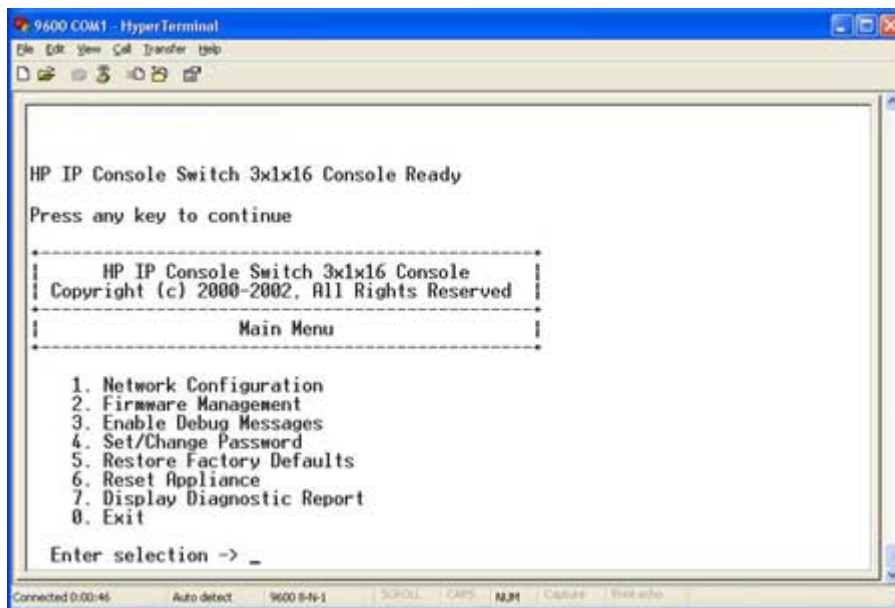 9600 COM1 - HyperTerminal
File Edit View Call Transfer Help
HP IP Console Switch 3x1x16 Console Ready
Press any key to continue
HP IP Console Switch 3x1x16 Console
Copyright (c) 2000-2002, All Rights Reserved
Main Menu
1. Network Configuration
2. Firmware Management
3. Enable Debug Messages
4. Set/Change Password
5. Restore Factory Defaults
6. Reset Appliance
7. Display Diagnostic Report
0. Exit
Enter selection -> _
Connected 0:00:46 Auto detect 9600 8-N-1 SCROLL CAPS NUM Capture Print echo